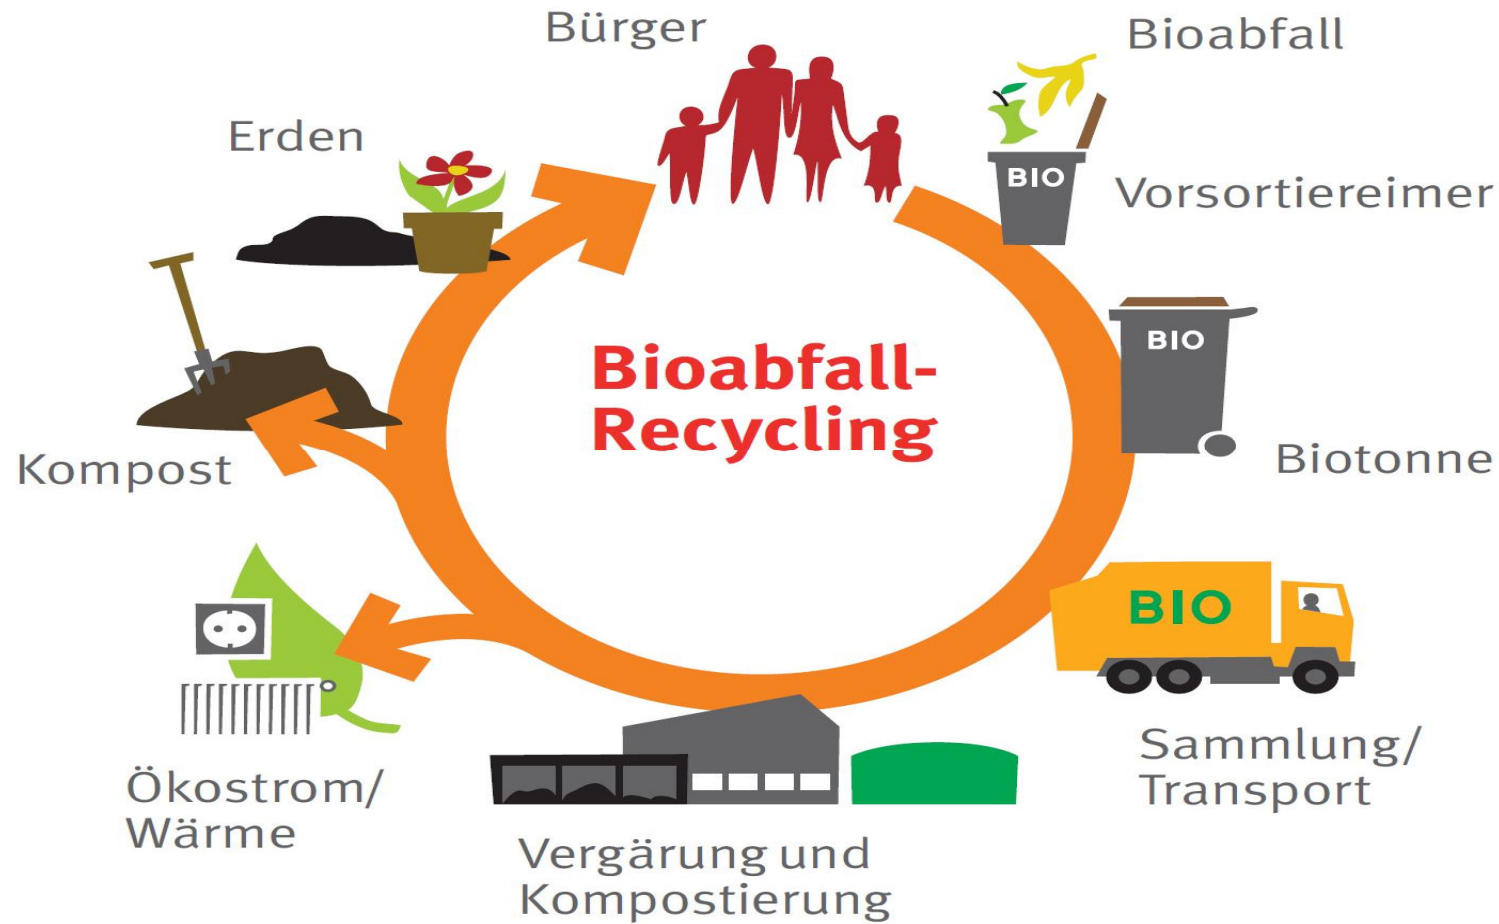 Bürger
Bioabfall
BIO
Vorsortiereimer
BIO
Biotonne
BIO
Sammlung/
Transport
Vergärung und
Kompostierung
Ökostrom/
Wärme
Kompost
Erden
Bioabfall-
Recycling